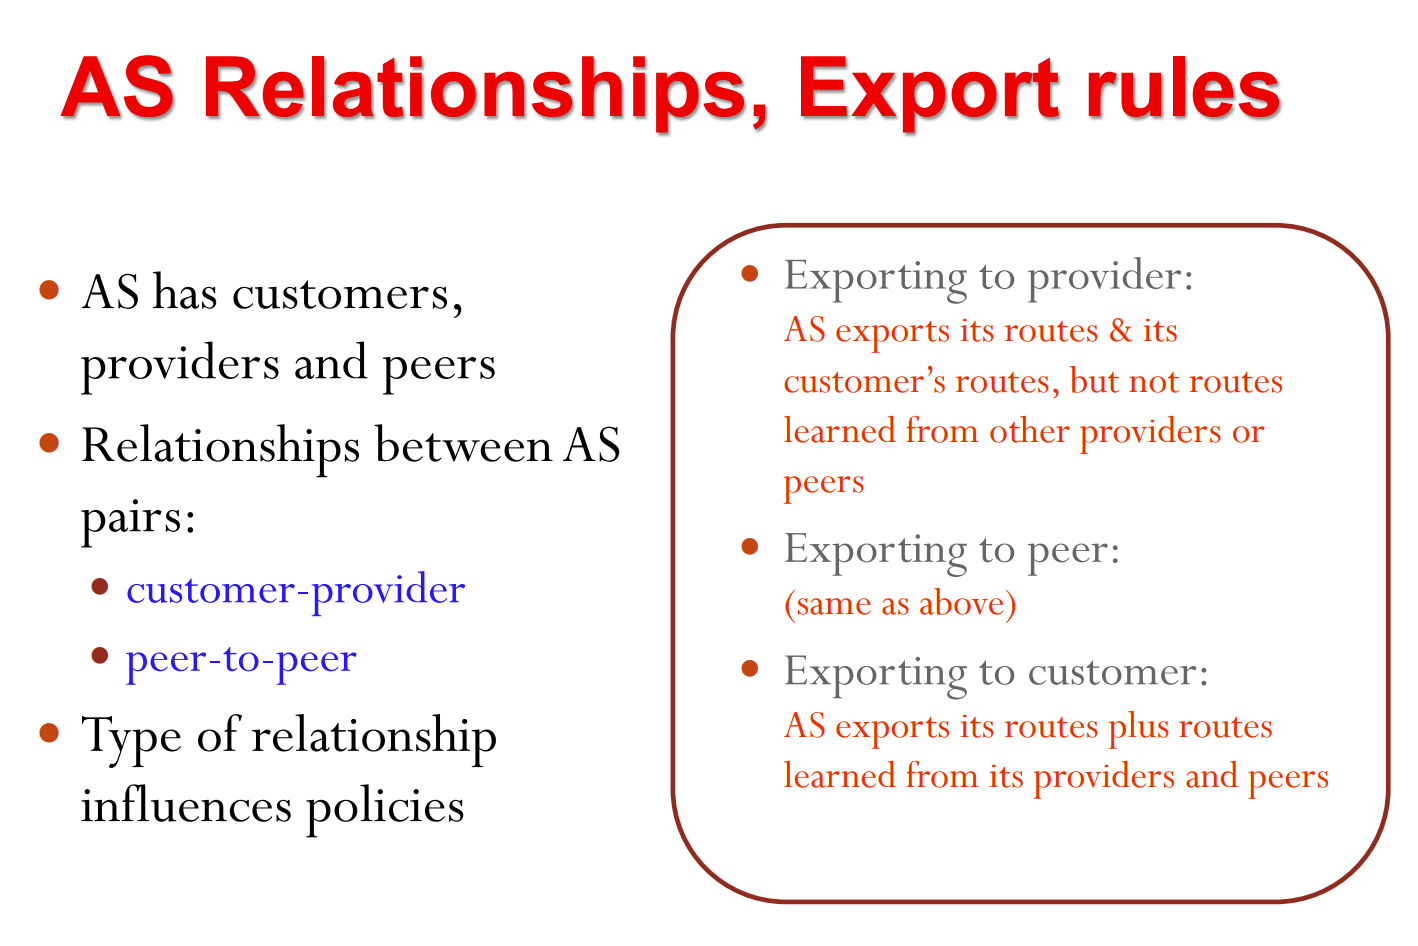 AS Relationships, Export rules
AS has customers,
providers and peers
Relationships between AS
pairs:
customer-provider
peer-to-peer
Type of relationship
influences policies
Exporting to provider:
AS exports its routes & its
customer’s routes, but not routes
learned from other providers or
peers
Exporting to peer:
(same as above)
Exporting to customer:
AS exports its routes plus routes
learned from its providers and peers